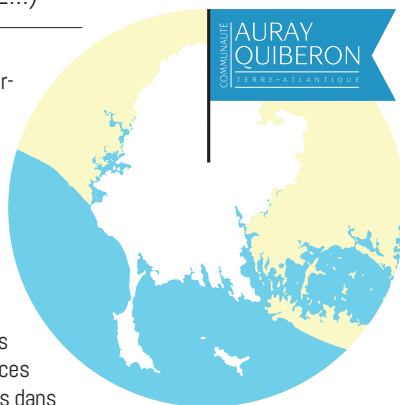 COMMUNAUTÉ
AURAY
QUIBERON
TERRE-ATLANTIQUE
r-
s
ces
s dans